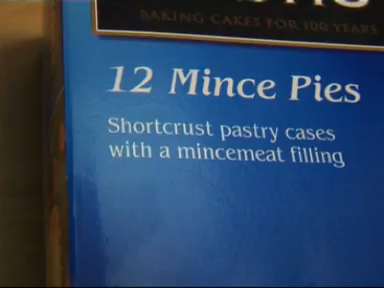 BAKING CAKES FOR 100 YEARS
12 Mince Pies
Shortcrust pastry cases
with a mincemeat filling